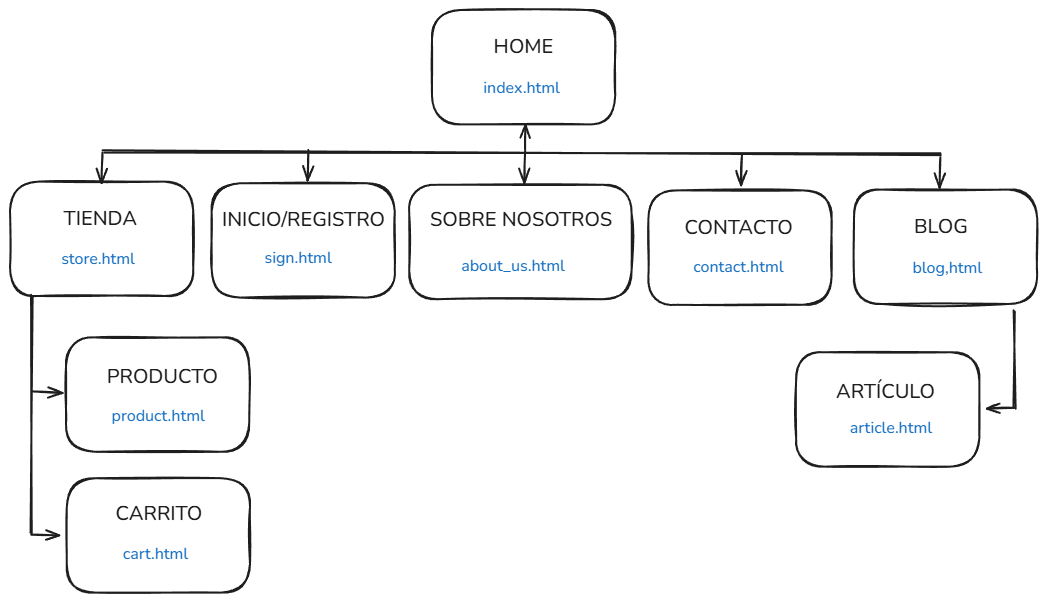 HOME
index.html
TIENDA
store.html
INICIO/REGISTRO
sign.html
SOBRE NOSOTROS
about_us.html
CONTACTO
contact.html
BLOG
blog,html
PRODUCTO
product.html
ARTÍCULO
article.html
CARRITO
cart.html